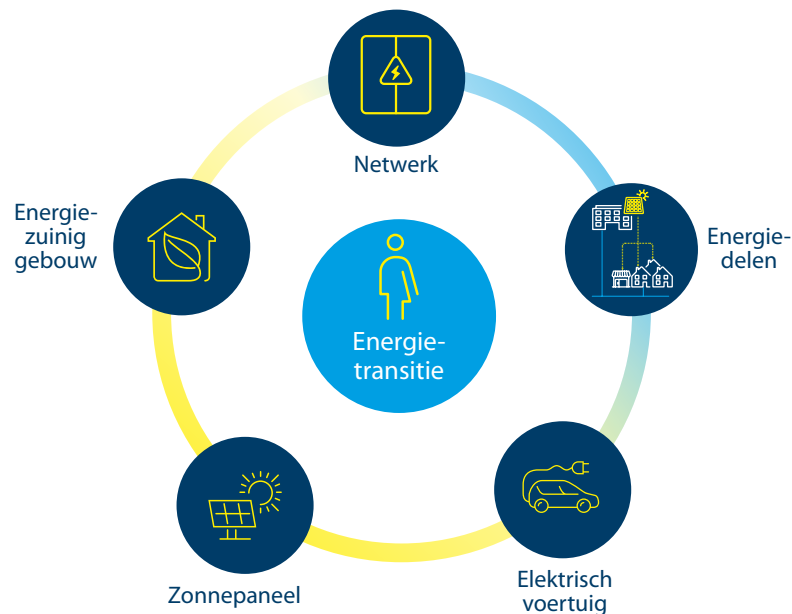 Netwerk
Energie-
delen
Elektrisch
voertuig
Zonnepaneel
Energie-
zuinig
gebouw
Energie-
transitie